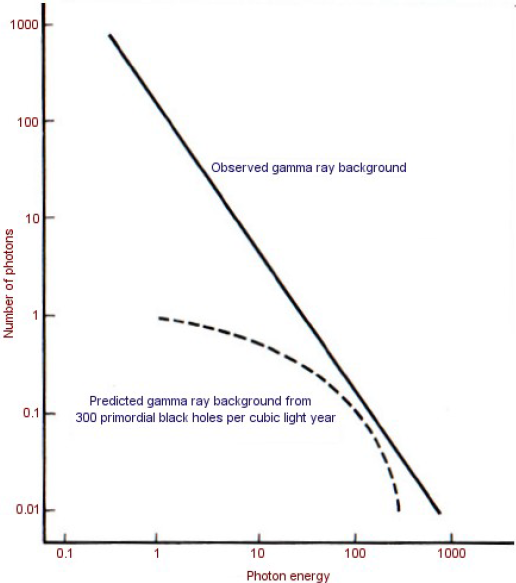 1000
100
10
1
0.1
0.01
Number of photons
Observed gamma ray background
Predicted gamma ray background from
300 primordial black holes per cubic light year
0.1
1
10
100
1000
Photon energy